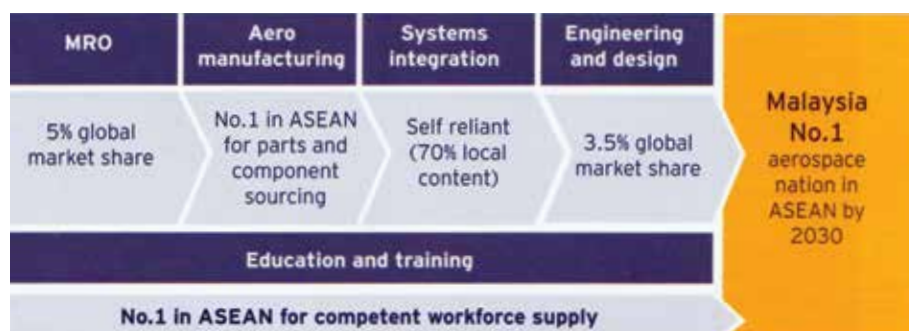 MRO
Aero
manufacturing
Systems
integration
Engineering
and design
5% global
market share
No.1 in ASEAN
for parts and
component
sourcing
Self reliant
(70% local
content)
3.5% global
market share
Malaysia
No.1
aerospace
nation in
ASEAN by
2030
Education and training
No.1 in ASEAN for competent workforce supply